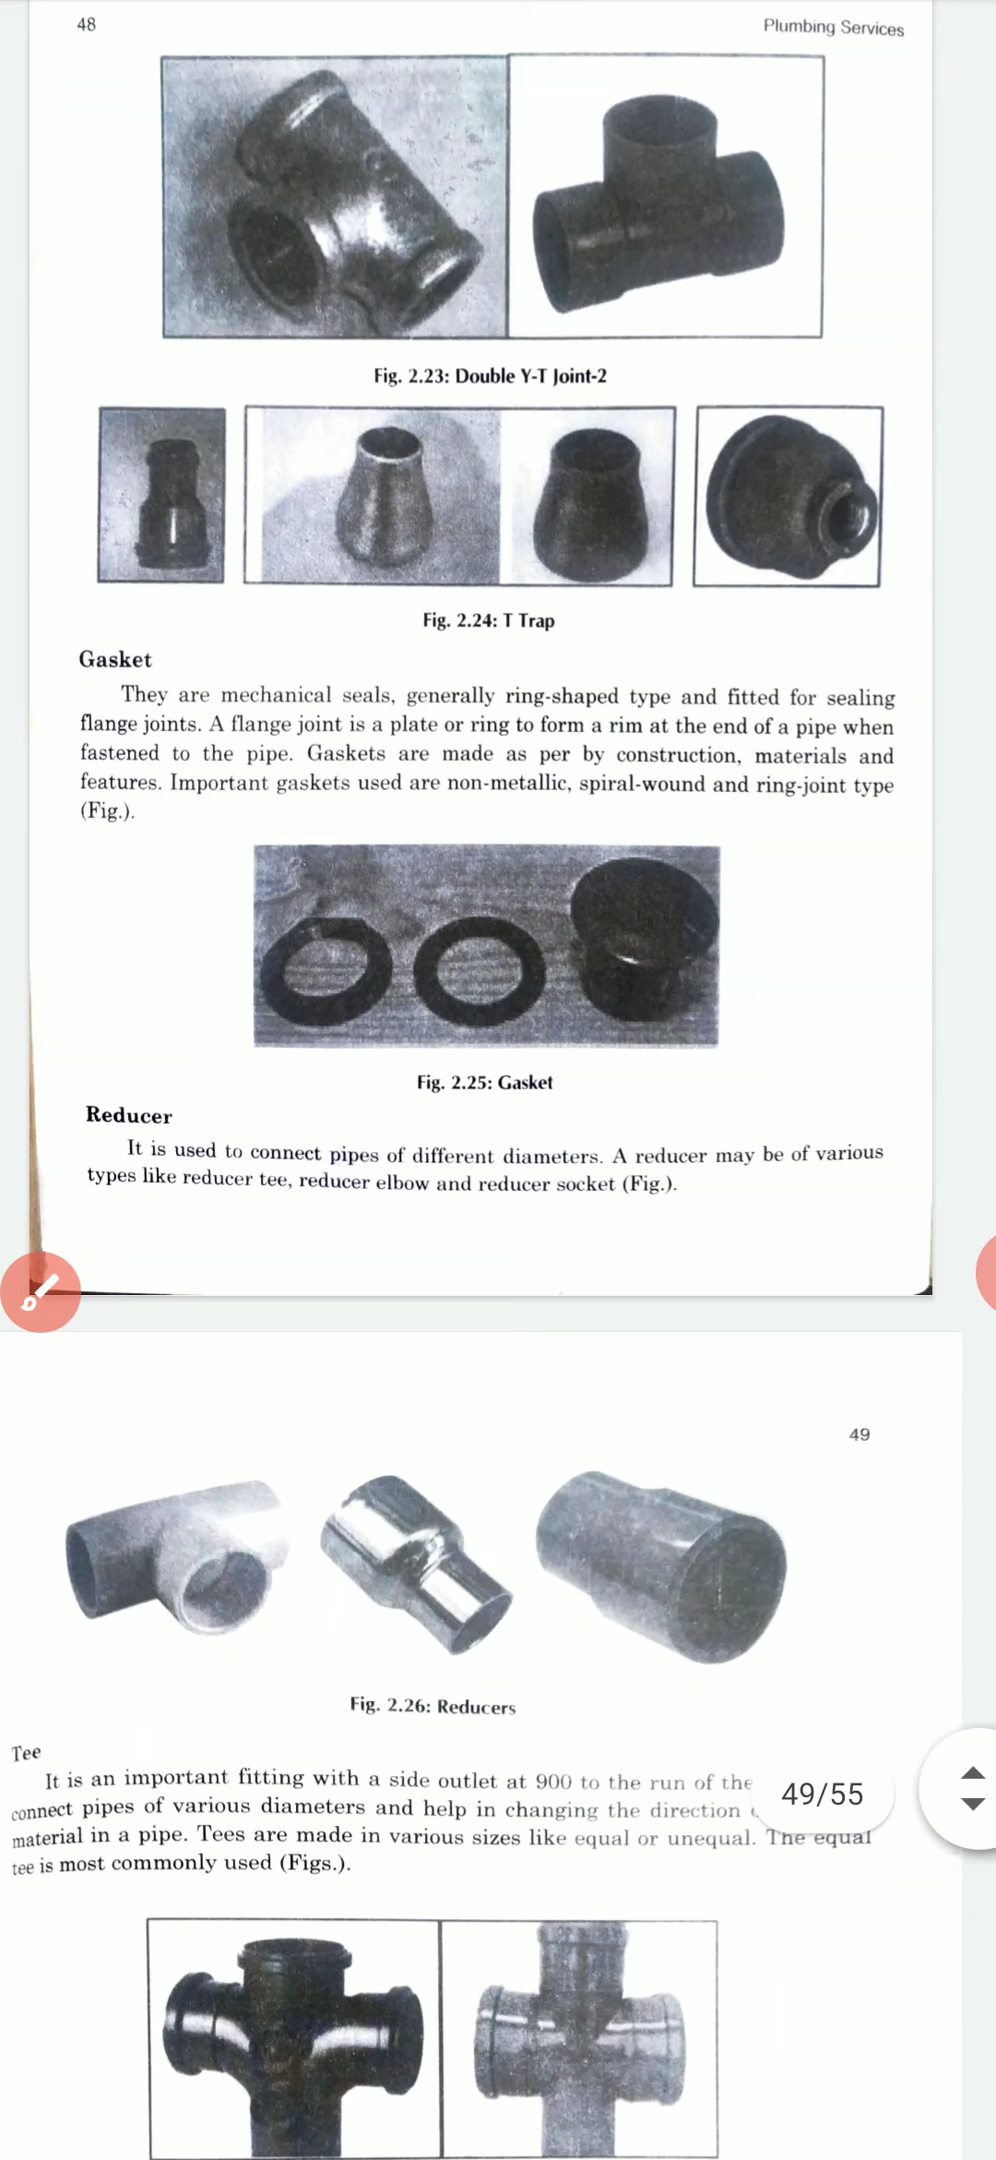 48
Plumbing Services
Fig. 2.23: Double Y-T Joint-2
Fig. 2.24: T Trap
Gasket
They are mechanical seals, generally ring-shaped type and fitted for sealing
flange joints. A flange joint is a plate or ring to form a rim at the end of a pipe when
fastened to the pipe. Gaskets are made as per by construction, materials and
features. Important gaskets used are non-metallic, spiral-wound and ring-joint type
(Fig.).
Fig. 2.25: Gasket
Reducer
It is used to connect pipes of different diameters. A reducer may be of various
types like reducer tee, reducer elbow and reducer socket (Fig.).
49
Fig. 2.26: Reducers
Tee
It is an important fitting with a side outlet at 900 to the run of the
connect pipes of various diameters and help in changing the direction
49/55
material in a pipe. Tees are made in various sizes like equal or unequal. The equal
tee is most commonly used (Figs.).